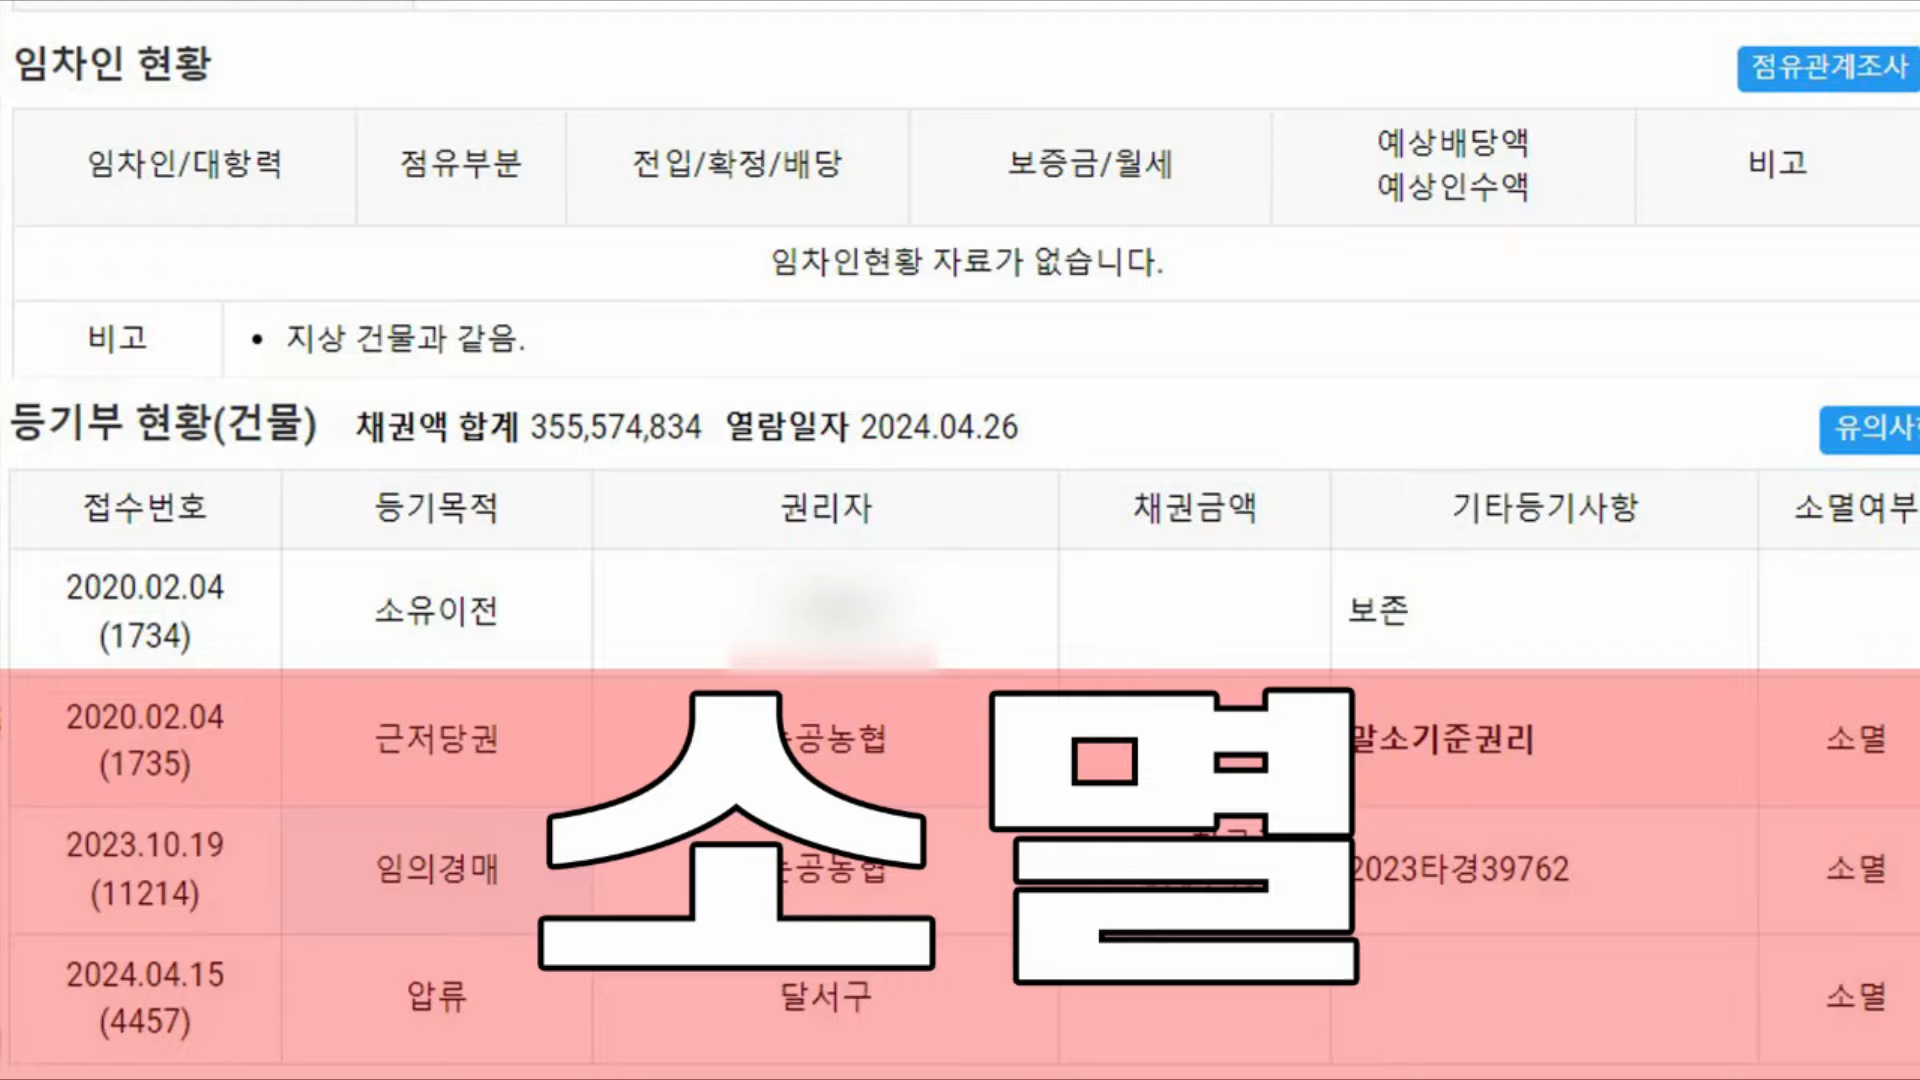 임차인 현황
점유관계조사
임차인/대항력 점유부분 전입/확정/배당 보증금/월세 예상배당액 비고
예상인수액
임차인현황 자료가 없습니다.
비고 • 지상 건물과 같음.
등기부 현황(건물) 채권액 합계 355,574,834 열람일자 2024.04.26
접수번호 등기목적 권리자 채권금액 기타등기사항 소멸여부
2020.02.04
(1734)
소유이전 보존
2020.02.04
(1735)
근저당권 말소기준권리 소멸
2023.10.19
(11214)
임의경매 2023타경39762 소멸
2024.04.15
(4457)
압류 달서구 소멸
소멸